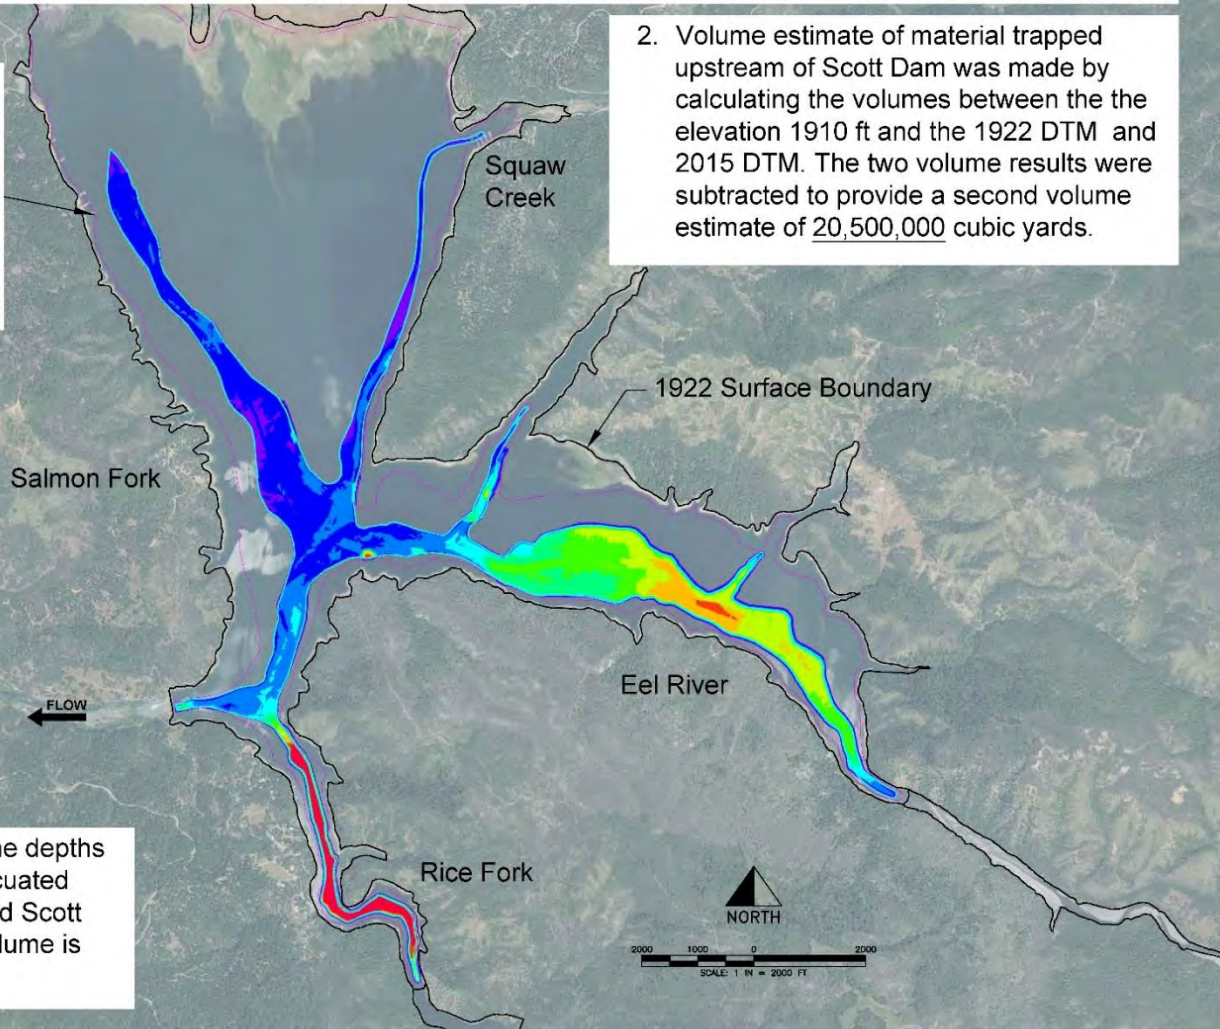 2. Volume estimate of material trapped
upstream of Scott Dam was made by
calculating the volumes between the the
elevation 1910 ft and the 1922 DTM and
2015 DTM. The two volume results were
subtracted to provide a second volume
estimate of 20,500,000 cubic yards.
Squaw
Creek
1922 Surface Boundary
Salmon Fork
Eel River
FLOW
Rice Fork
depths
d Scott
is
NORTH
2000 1000 0 2000
SCALE: 1 IN = 2000 FT